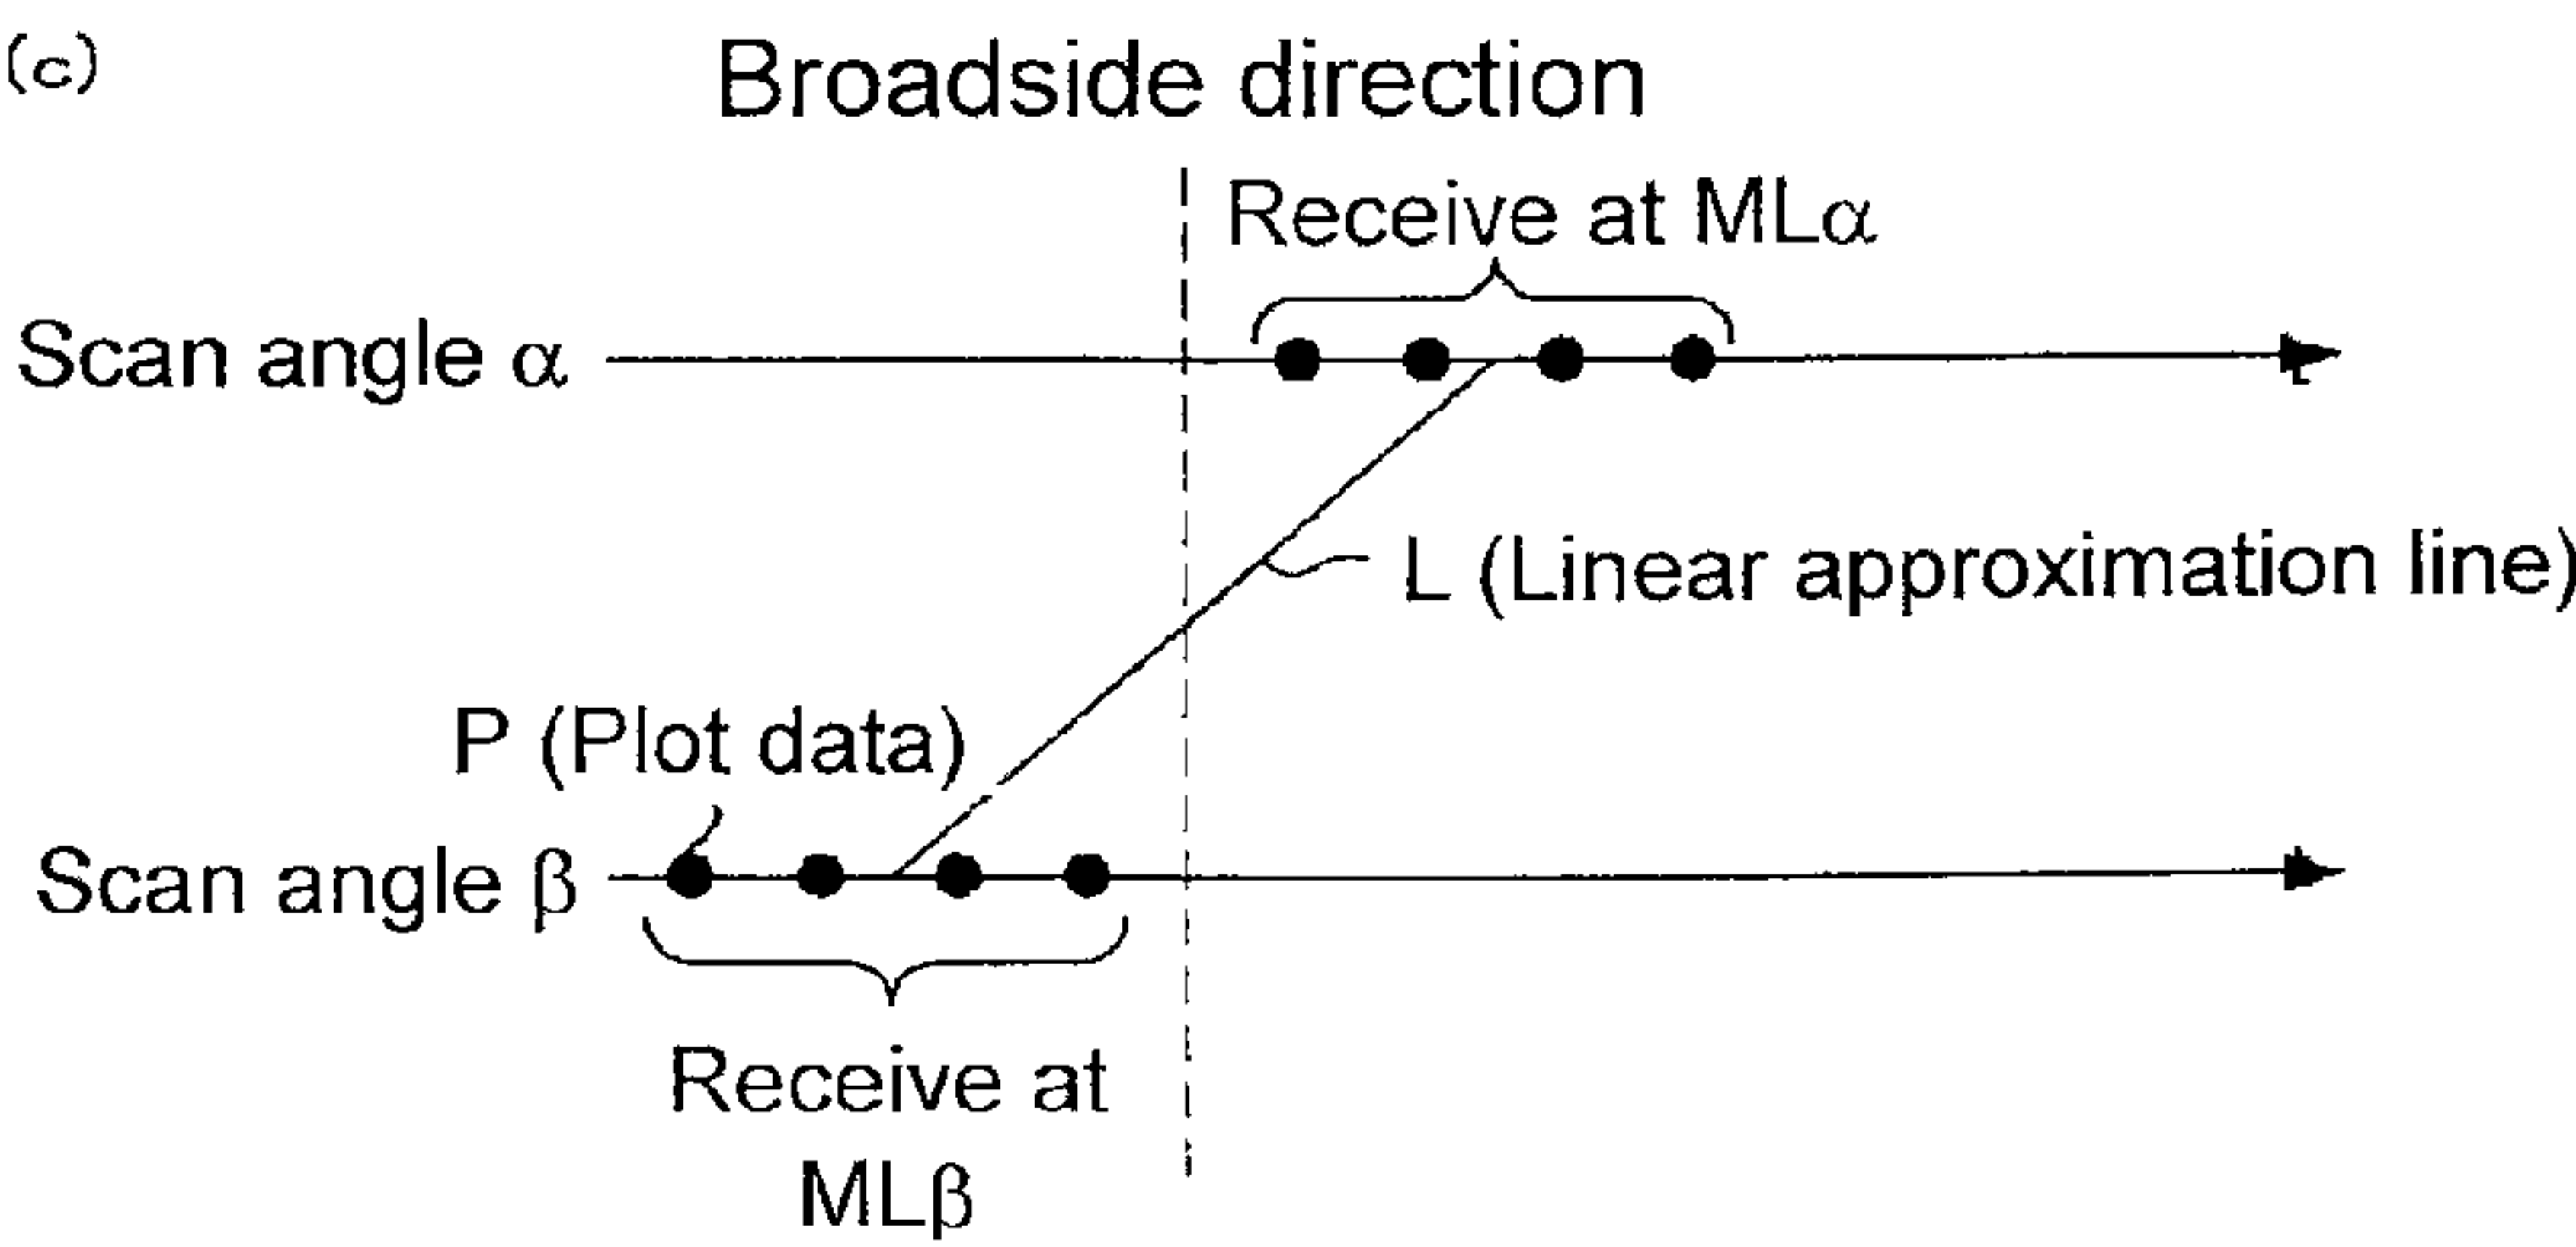 (c)
Broadside direction
Receive at MLα
Scan angle α
t
L (Linear approximation line)
P (Plot data)
Scan angle β
Receive at
MLβ